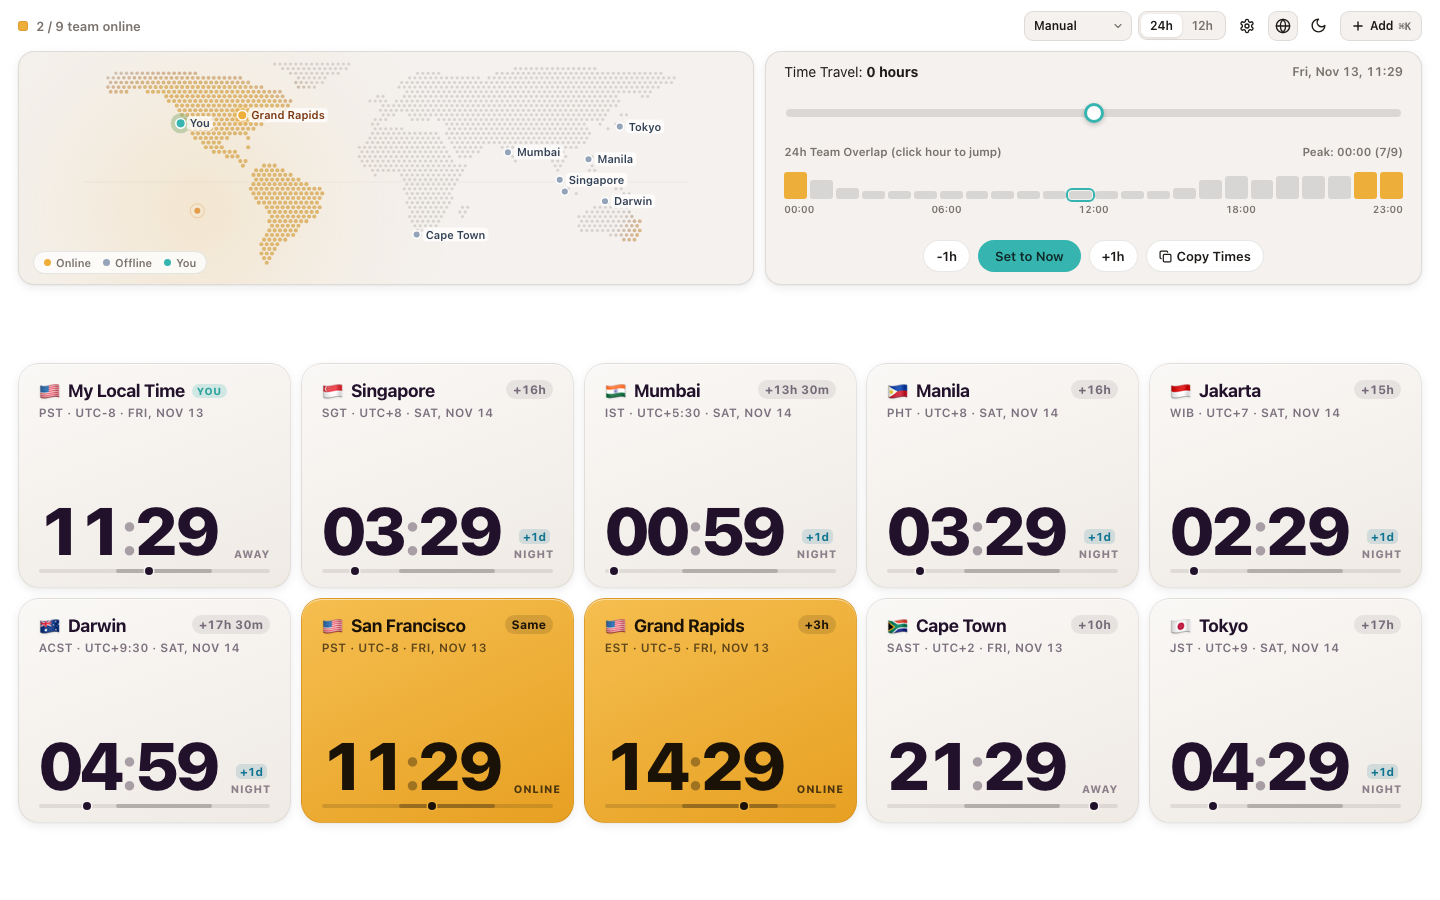 2 / 9 team online
Manual
24h
12h
Add ⌘K
You
Grand Rapids
Tokyo
Mumbai
Manila
Singapore
Darwin
Cape Town
Online
Offline
You
Time Travel: 0 hours
Fri, Nov 13, 11:29
24h Team Overlap (click hour to jump)
Peak: 00:00 (7/9)
00:00
06:00
12:00
18:00
23:00
-1h
Set to Now
+1h
Copy Times
My Local Time YOU
PST · UTC-8 · FRI, NOV 13
11:29
AWAY
Singapore
+16h
SGT · UTC+8 · SAT, NOV 14
03:29
+1d
NIGHT
Mumbai
+13h 30m
IST · UTC+5:30 · SAT, NOV 14
00:59
+1d
NIGHT
Manila
+16h
PHT · UTC+8 · SAT, NOV 14
03:29
+1d
NIGHT
Jakarta
+15h
WIB · UTC+7 · SAT, NOV 14
02:29
+1d
NIGHT
Darwin
+17h 30m
ACST · UTC+9:30 · SAT, NOV 14
04:59
+1d
NIGHT
San Francisco
Same
PST · UTC-8 · FRI, NOV 13
11:29
ONLINE
Grand Rapids
+3h
EST · UTC-5 · FRI, NOV 13
14:29
ONLINE
Cape Town
+10h
SAST · UTC+2 · FRI, NOV 13
21:29
AWAY
Tokyo
+17h
JST · UTC+9 · SAT, NOV 14
04:29
+1d
NIGHT